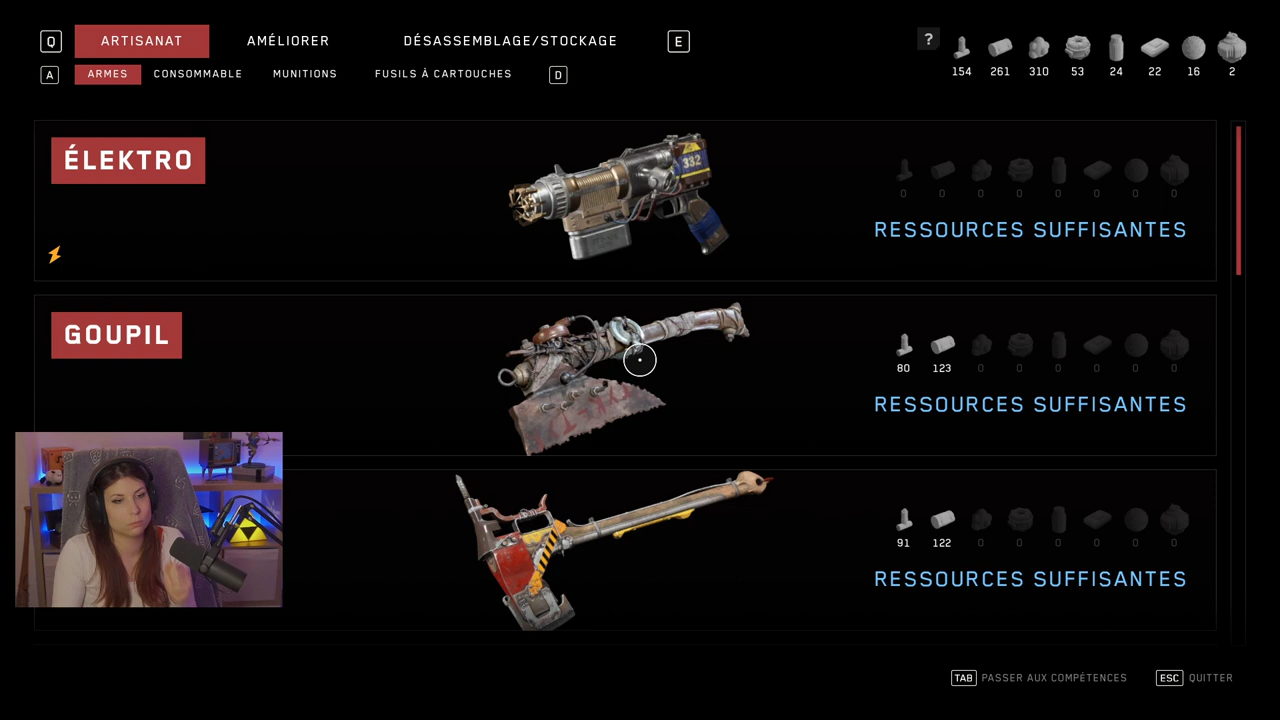 Q ARTISANAT AMÉLIORER DÉSASSEMBLAGE/STOCKAGE E
A ARMES CONSOMMABLE MUNITIONS FUSILS À CARTOUCHES D
?
154 261 310 53 24 22 16 2
ÉLEKTRO
332
0 0 0 0 0 0 0 0
RESSOURCES SUFFISANTES
GOUPIL
80 123 0 0 0 0 0 0
RESSOURCES SUFFISANTES
91 122 0 0 0 0 0 0
RESSOURCES SUFFISANTES
TAB PASSER AUX COMPÉTENCES ESC QUITTER